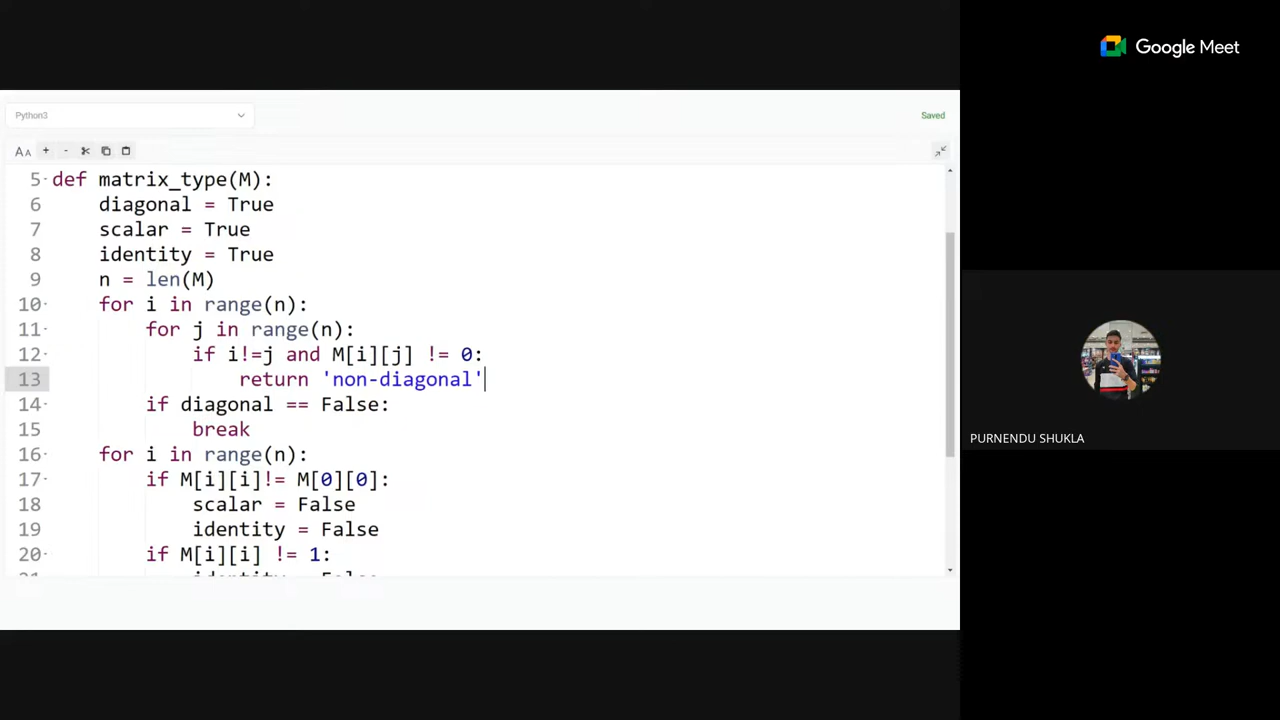 Google Meet
Python3
Saved
AA + -
5 def matrix_type(M):
6 diagonal = True
7 scalar = True
8 identity = True
9 n = len(M)
10 for i in range(n):
11 for j in range(n):
12 if i!=j and M[i][j] != 0:
13 return 'non-diagonal'
14 if diagonal == False:
15 break
16 for i in range(n):
17 if M[i][i]!= M[0][0]:
18 scalar = False
19 identity = False
20 if M[i][i] != 1:
PURNENDU SHUKLA